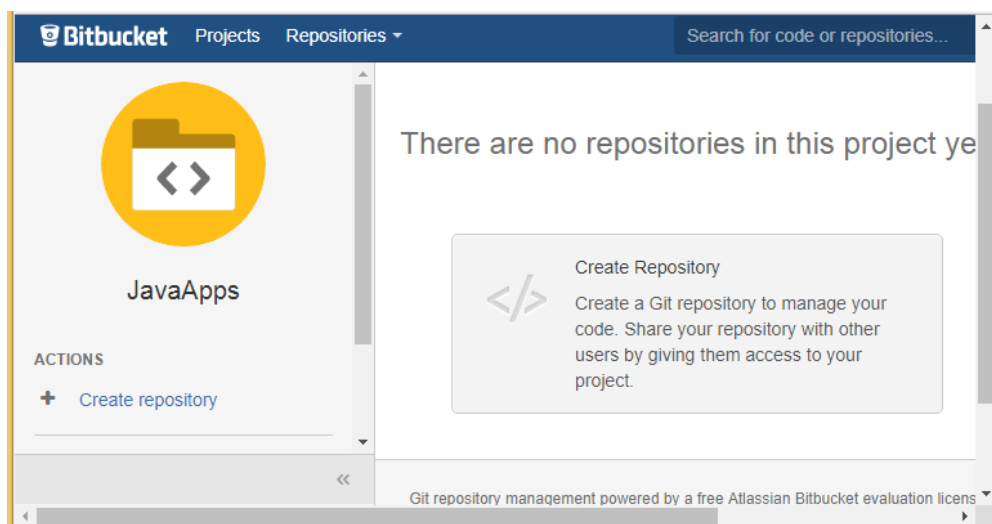 Bitbucket Projects Repositories Search for code or repositories...
JavaApps
ACTIONS
Create repository
There are no repositories in this project ye
Create Repository
Create a Git repository to manage your
code. Share your repository with other
users by giving them access to your
project.
Git repository management powered by a free Atlassian Bitbucket evaluation licens